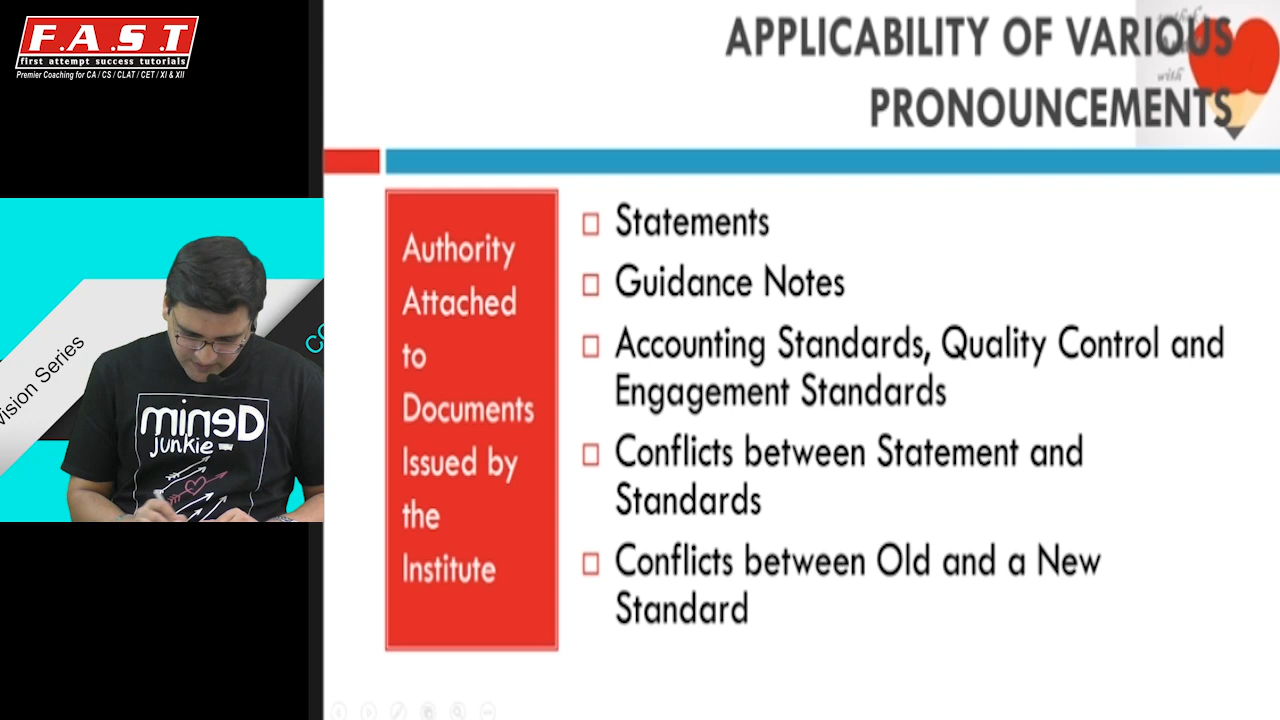 F.A.S.T
first attempt success tutorials
Premier Coaching for CA / CS / CLAT / CET / XI & XII
APPLICABILITY OF VARIOUS
PRONOUNCEMENTS
with
Authority
Attached
to
Documents
Issued by
the
Institute
□ Statements
□ Guidance Notes
□ Accounting Standards, Quality Control and
Engagement Standards
□ Conflicts between Statement and
Standards
□ Conflicts between Old and a New
Standard
vision Series
CO
mineD
junkie